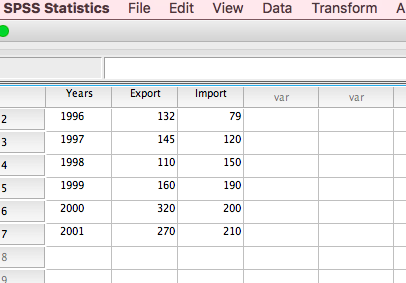 SPSS Statistics File Edit View Data Transform A
Years Export Import var var
2 1996 132 79
3 1997 145 120
4 1998 110 150
5 1999 160 190
6 2000 320 200
7 2001 270 210
8
9